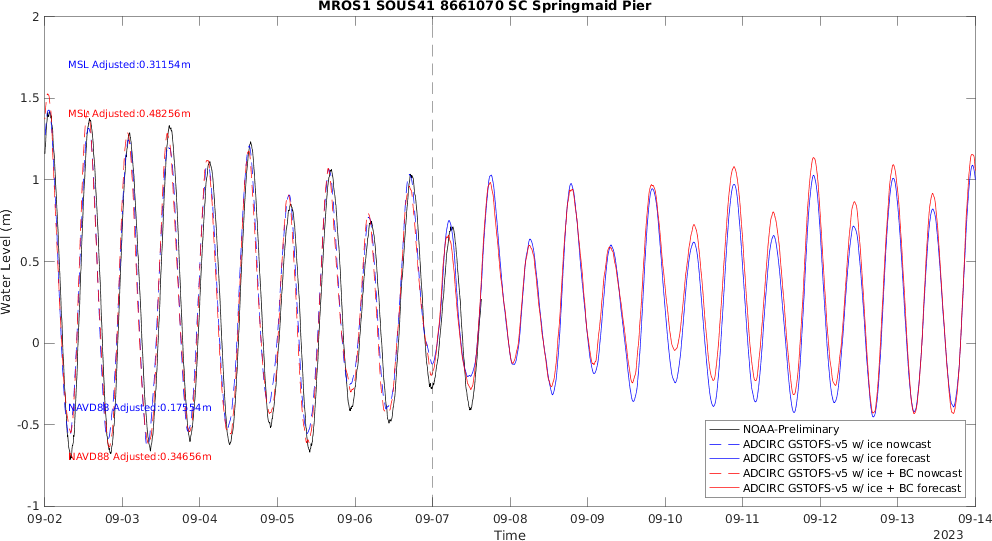 MROS1 SOUS41 8661070 SC Springmaid Pier
2
1.5
1
0.5
0
-0.5
-1
Water Level (m)
MSL Adjusted:0.31154m
MSL Adjusted:0.48256m
NAVD88 Adjusted:0.17554m
NAVD88 Adjusted:0.34656m
NOAA-Preliminary
ADCIRC GSTOFS-v5 w/ ice nowcast
ADCIRC GSTOFS-v5 w/ ice forecast
ADCIRC GSTOFS-v5 w/ ice + BC nowcast
ADCIRC GSTOFS-v5 w/ ice + BC forecast
09-02 09-03 09-04 09-05 09-06 09-07 09-08 09-09 09-10 09-11 09-12 09-13 09-14
Time
2023